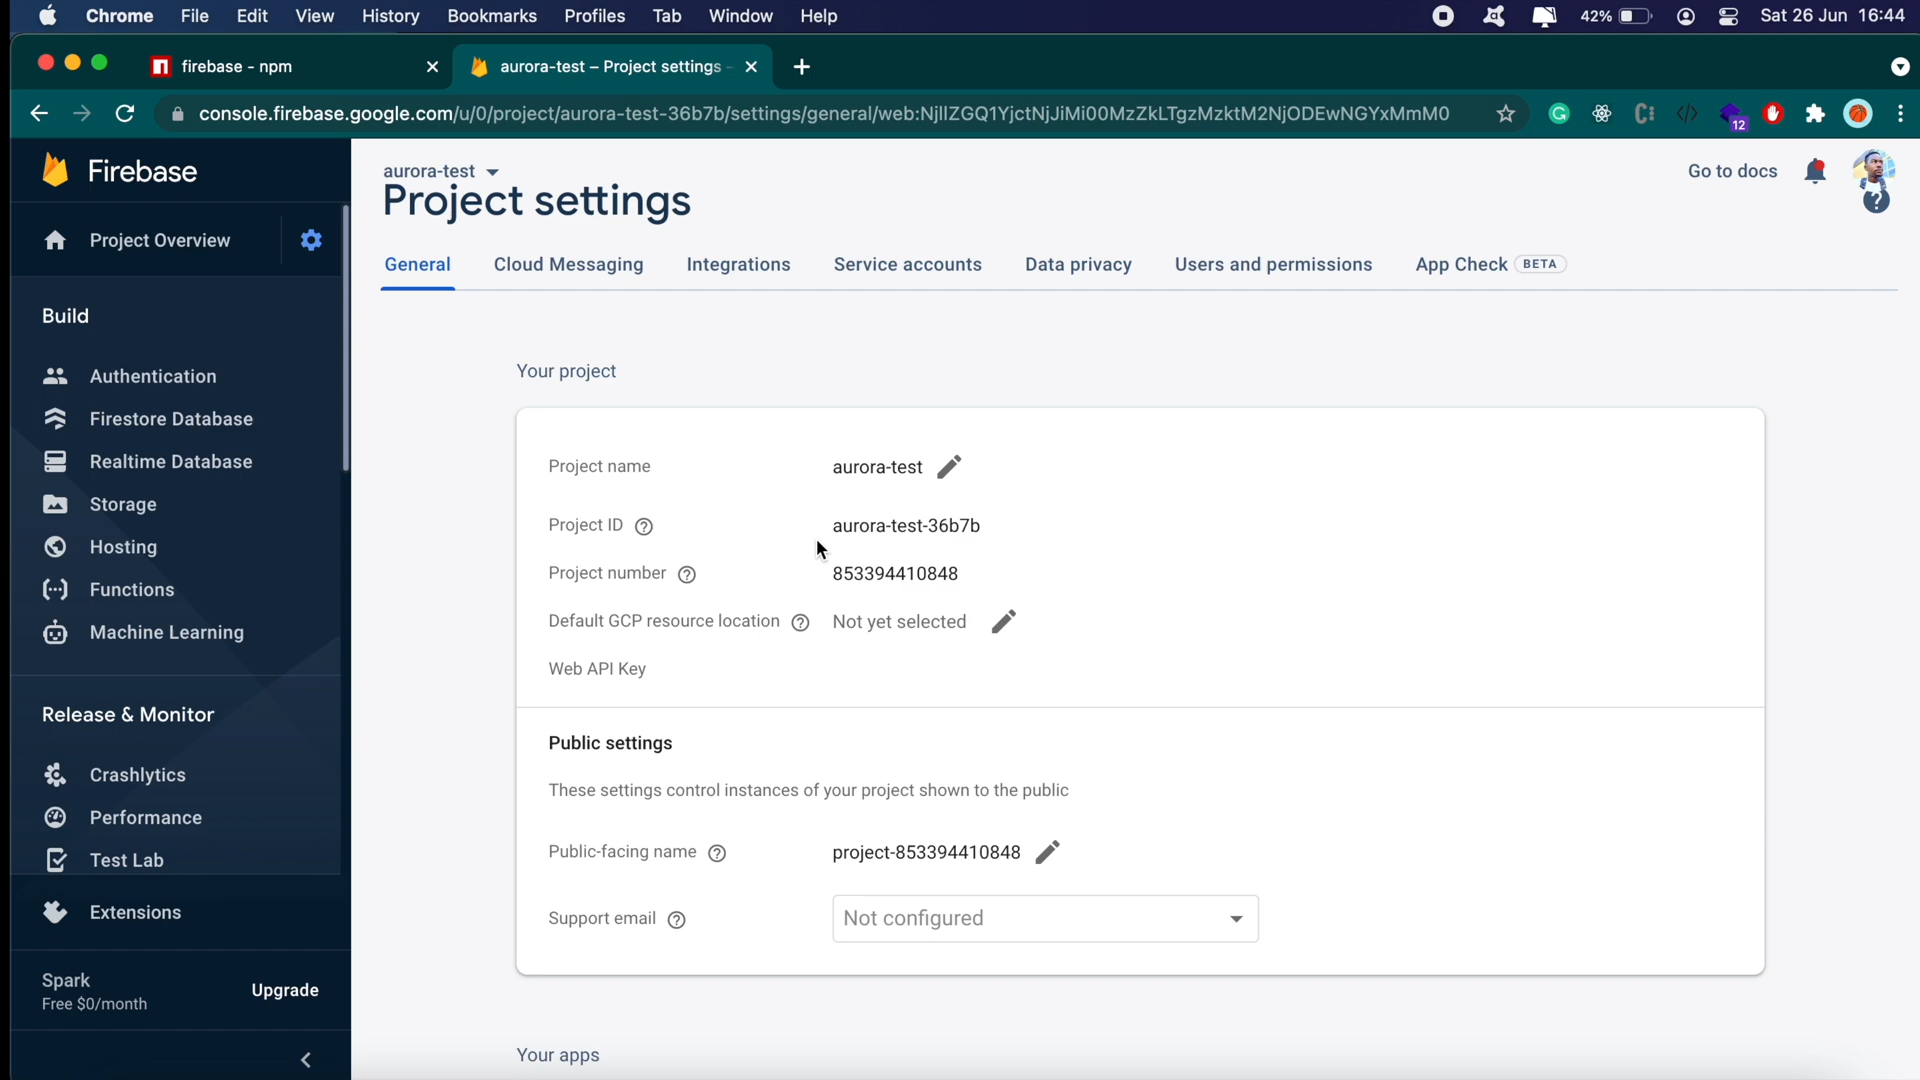 Chrome File Edit View History Bookmarks Profiles Tab Window Help 42% Sat 26 Jun 16:44
firebase - npm aurora-test – Project settings -
console.firebase.google.com/u/0/project/aurora-test-36b7b/settings/general/web:NjllZGQ1YjctNjJiMi00MzZkLTgzMzktM2NjODEwNGYxMmM0 12
Firebase
Project Overview
Build
Authentication
Firestore Database
Realtime Database
Storage
Hosting
Functions
Machine Learning
Release & Monitor
Crashlytics
Performance
Test Lab
Extensions
Spark
Free $0/month
Upgrade
aurora-test
Go to docs
Project settings
General Cloud Messaging Integrations Service accounts Data privacy Users and permissions App Check BETA
Your project
Project name aurora-test
Project ID aurora-test-36b7b
Project number 853394410848
Default GCP resource location Not yet selected
Web API Key
Public settings
These settings control instances of your project shown to the public
Public-facing name project-853394410848
Support email Not configured
Your apps